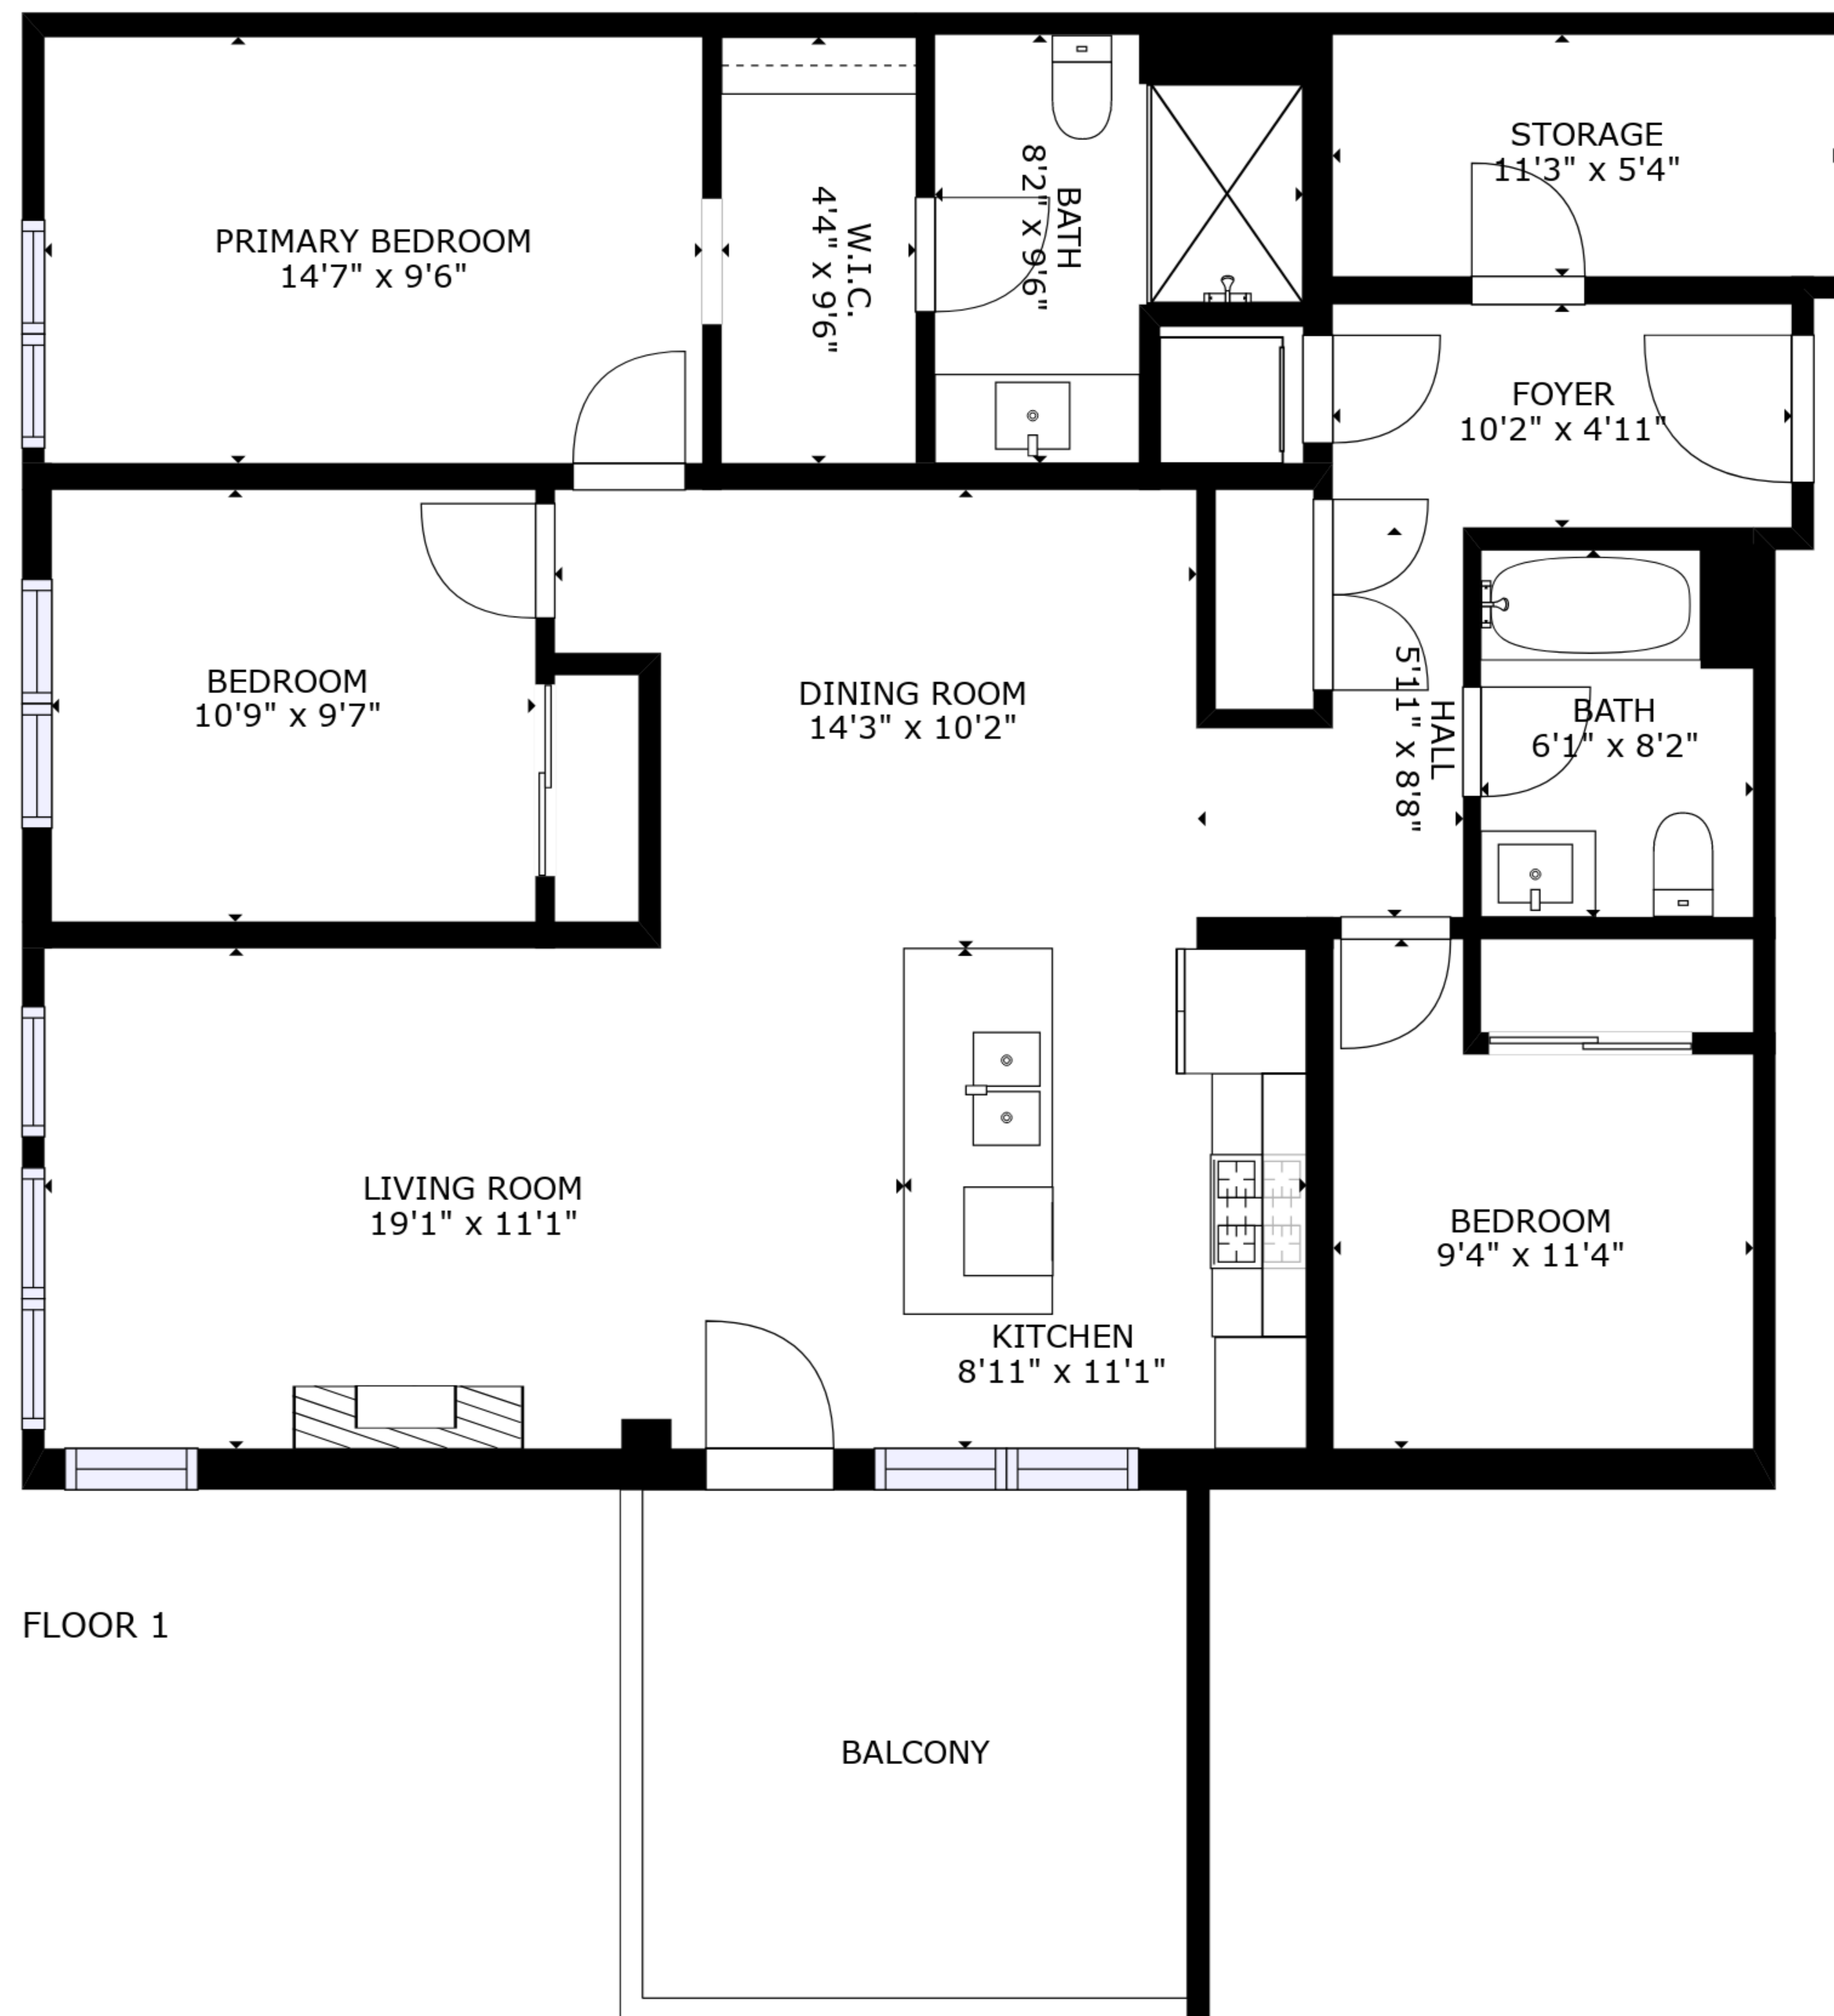 STORAGE
11'3" x 5'4"
PRIMARY BEDROOM
14'7" x 9'6"
W.I.C.
4'4" x 9'6"
BATH
8'2" x 9'6"
FOYER
10'2" x 4'11"
BEDROOM
10'9" x 9'7"
DINING ROOM
14'3" x 10'2"
HALL
5'11" x 8'8"
BATH
6'1" x 8'2"
LIVING ROOM
19'1" x 11'1"
KITCHEN
8'11" x 11'1"
BEDROOM
9'4" x 11'4"
FLOOR 1
BALCONY